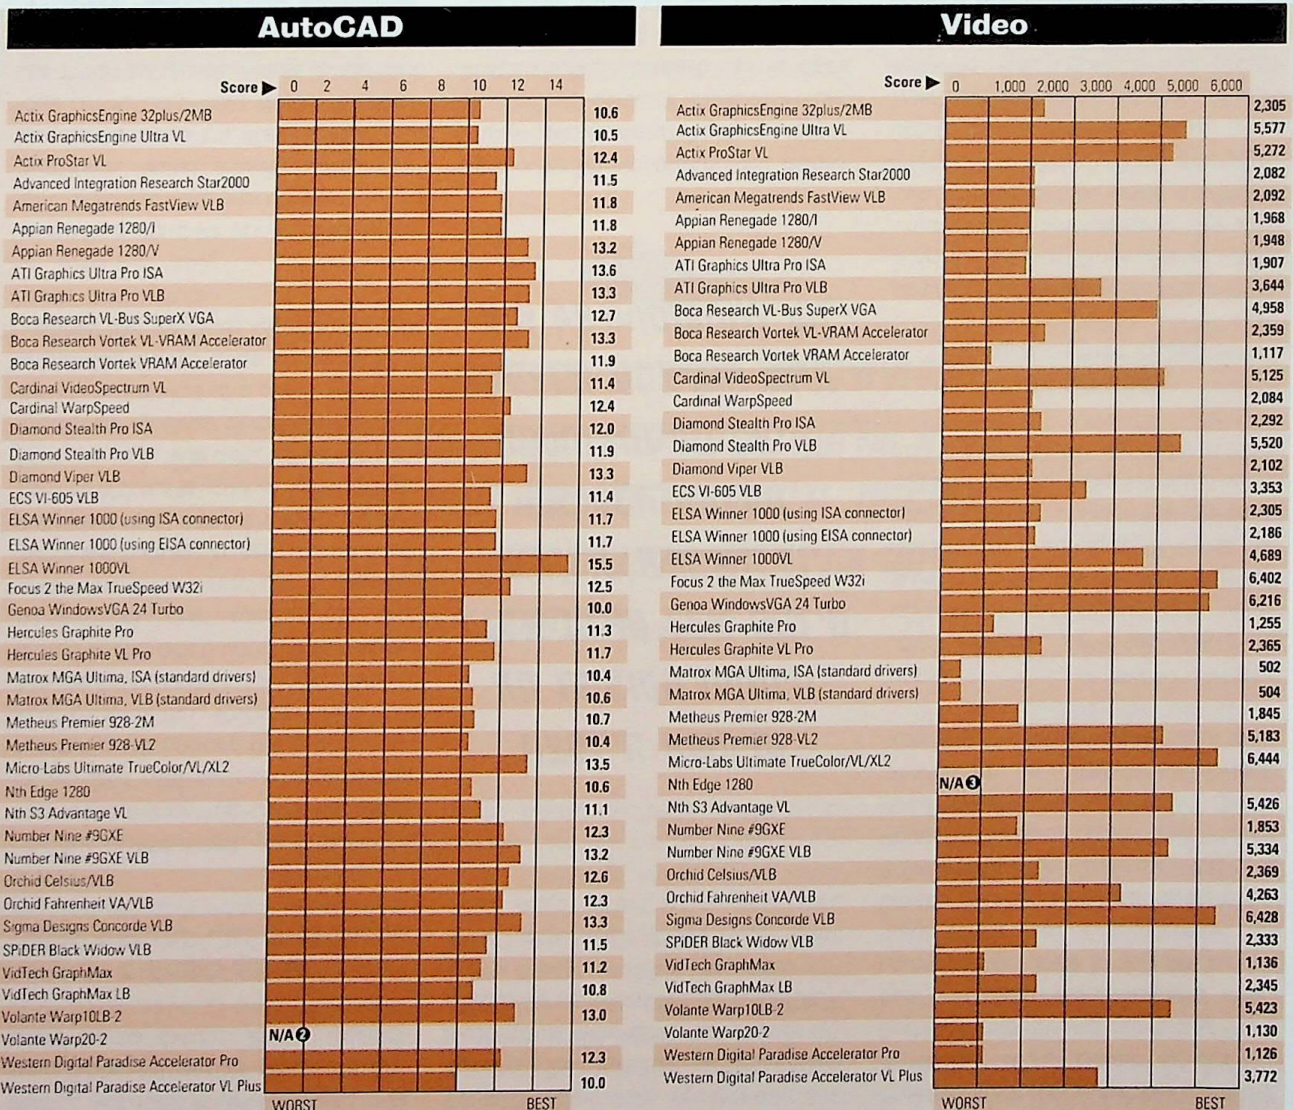 AutoCAD
Score ▶ 0 2 4 6 8 10 12 14
Actix GraphicsEngine 32plus/2MB 10.6
Actix GraphicsEngine Ultra VL 10.5
Actix ProStar VL 12.4
Advanced Integration Research Star2000 11.5
American Megatrends FastView VLB 11.8
Appian Renegade 1280/I 11.8
Appian Renegade 1280/V 13.2
ATI Graphics Ultra Pro ISA 13.6
ATI Graphics Ultra Pro VLB 13.3
Boca Research VL-Bus SuperX VGA 12.7
Boca Research Vortek VL-VRAM Accelerator 13.3
Boca Research Vortek VRAM Accelerator 11.9
Cardinal VideoSpectrum VL 11.4
Cardinal WarpSpeed 12.4
Diamond Stealth Pro ISA 12.0
Diamond Stealth Pro VLB 11.9
Diamond Viper VLB 13.3
ECS VI-605 VLB 11.4
ELSA Winner 1000 (using ISA connector) 11.7
ELSA Winner 1000 (using EISA connector) 11.7
ELSA Winner 1000VL 15.5
Focus 2 the Max TrueSpeed W32i 12.5
Genoa WindowsVGA 24 Turbo 10.0
Hercules Graphite Pro 11.3
Hercules Graphite VL Pro 11.7
Matrox MGA Ultima, ISA (standard drivers) 10.4
Matrox MGA Ultima, VLB (standard drivers) 10.6
Metheus Premier 928-2M 10.7
Metheus Premier 928-VL2 10.4
Micro-Labs Ultimate TrueColor/VL/XL2 13.5
Nth Edge 1280 10.6
Nth S3 Advantage VL 11.1
Number Nine #9GXE 12.3
Number Nine #9GXE VLB 13.2
Orchid Celsius/VLB 12.6
Orchid Fahrenheit VA/VLB 12.3
Sigma Designs Concorde VLB 13.3
SPiDER Black Widow VLB 11.5
VidTech GraphMax 11.2
VidTech GraphMax LB 10.8
Volante Warp10LB-2 13.0
Volante Warp20-2 N/A❷
Western Digital Paradise Accelerator Pro 12.3
Western Digital Paradise Accelerator VL Plus 10.0
WORST BEST
Video
Score ▶ 0 1,000 2,000 3,000 4,000 5,000 6,000
Actix GraphicsEngine 32plus/2MB 2,305
Actix GraphicsEngine Ultra VL 5,577
Actix ProStar VL 5,272
Advanced Integration Research Star2000 2,082
American Megatrends FastView VLB 2,092
Appian Renegade 1280/I 1,968
Appian Renegade 1280/V 1,948
ATI Graphics Ultra Pro ISA 1,907
ATI Graphics Ultra Pro VLB 3,644
Boca Research VL-Bus SuperX VGA 4,958
Boca Research Vortek VL-VRAM Accelerator 2,359
Boca Research Vortek VRAM Accelerator 1,117
Cardinal VideoSpectrum VL 5,125
Cardinal WarpSpeed 2,084
Diamond Stealth Pro ISA 2,292
Diamond Stealth Pro VLB 5,520
Diamond Viper VLB 2,102
ECS VI-605 VLB 3,353
ELSA Winner 1000 (using ISA connector) 2,305
ELSA Winner 1000 (using EISA connector) 2,186
ELSA Winner 1000VL 4,689
Focus 2 the Max TrueSpeed W32i 6,402
Genoa WindowsVGA 24 Turbo 6,216
Hercules Graphite Pro 1,255
Hercules Graphite VL Pro 2,365
Matrox MGA Ultima, ISA (standard drivers) 502
Matrox MGA Ultima, VLB (standard drivers) 504
Metheus Premier 928-2M 1,845
Metheus Premier 928-VL2 5,183
Micro-Labs Ultimate TrueColor/VL/XL2 6,444
Nth Edge 1280 N/A❸
Nth S3 Advantage VL 5,426
Number Nine #9GXE 1,853
Number Nine #9GXE VLB 5,334
Orchid Celsius/VLB 2,369
Orchid Fahrenheit VA/VLB 4,263
Sigma Designs Concorde VLB 6,428
SPiDER Black Widow VLB 2,333
VidTech GraphMax 1,136
VidTech GraphMax LB 2,345
Volante Warp10LB-2 5,423
Volante Warp20-2 1,130
Western Digital Paradise Accelerator Pro 1,126
Western Digital Paradise Accelerator VL Plus 3,772
WORST BEST